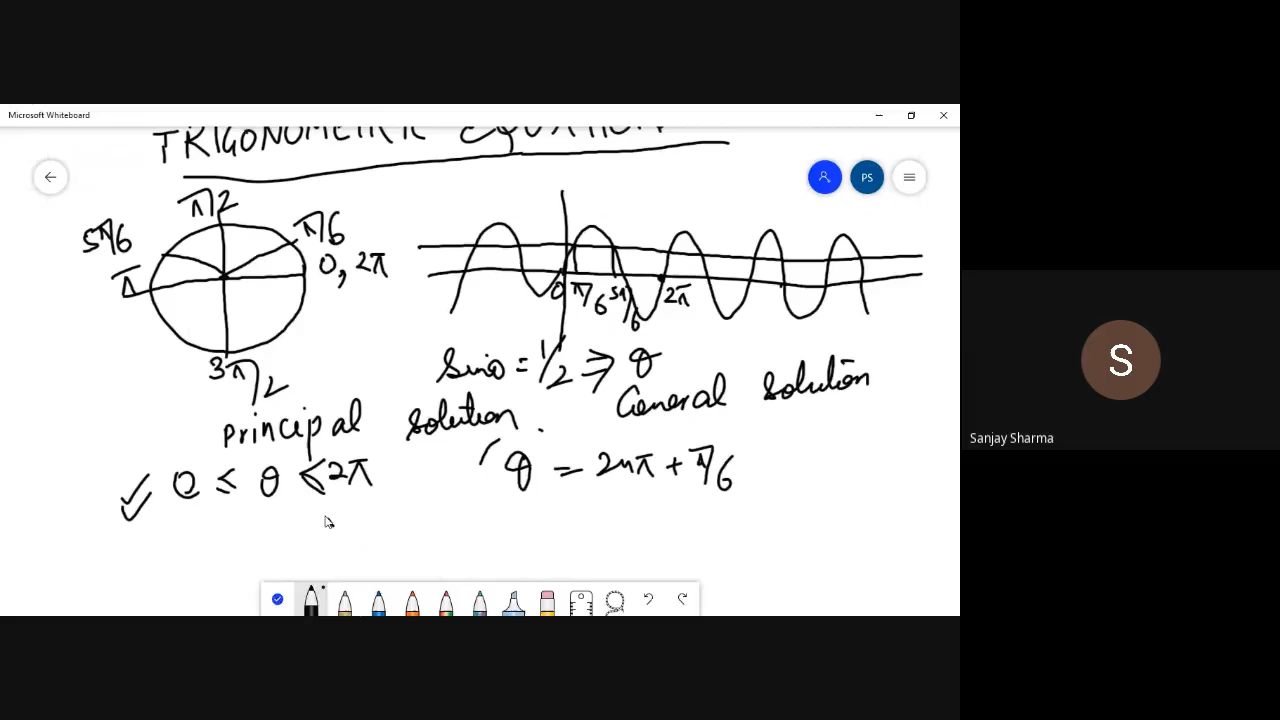 Microsoft Whiteboard
TRIGONOMETRIC EQUATION
PS
π/2
5π/6
π/6
π
0, 2π
3π/2
0 π/6 5π/6 2π
Sinθ = 1/2 ⇒ θ
Principal solution.
General solution
0 ≤ θ < 2π
θ = 2nπ + π/6
S
Sanjay Sharma